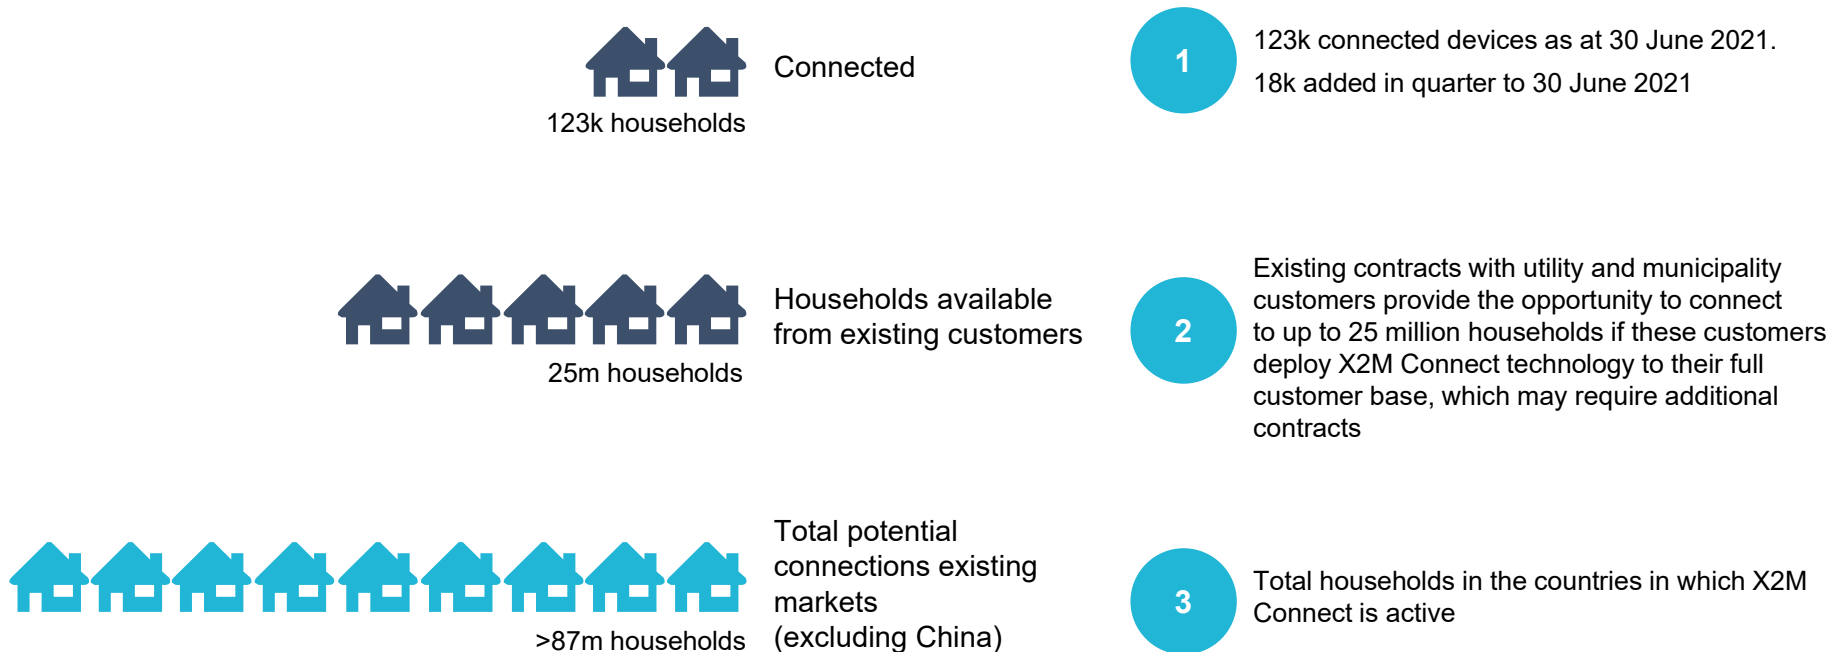 123k households
Connected
1
123k connected devices as at 30 June 2021.
18k added in quarter to 30 June 2021
25m households
Households available
from existing customers
2
Existing contracts with utility and municipality
customers provide the opportunity to connect
to up to 25 million households if these customers
deploy X2M Connect technology to their full
customer base, which may require additional
contracts
>87m households
Total potential
connections existing
markets
(excluding China)
3
Total households in the countries in which X2M
Connect is active